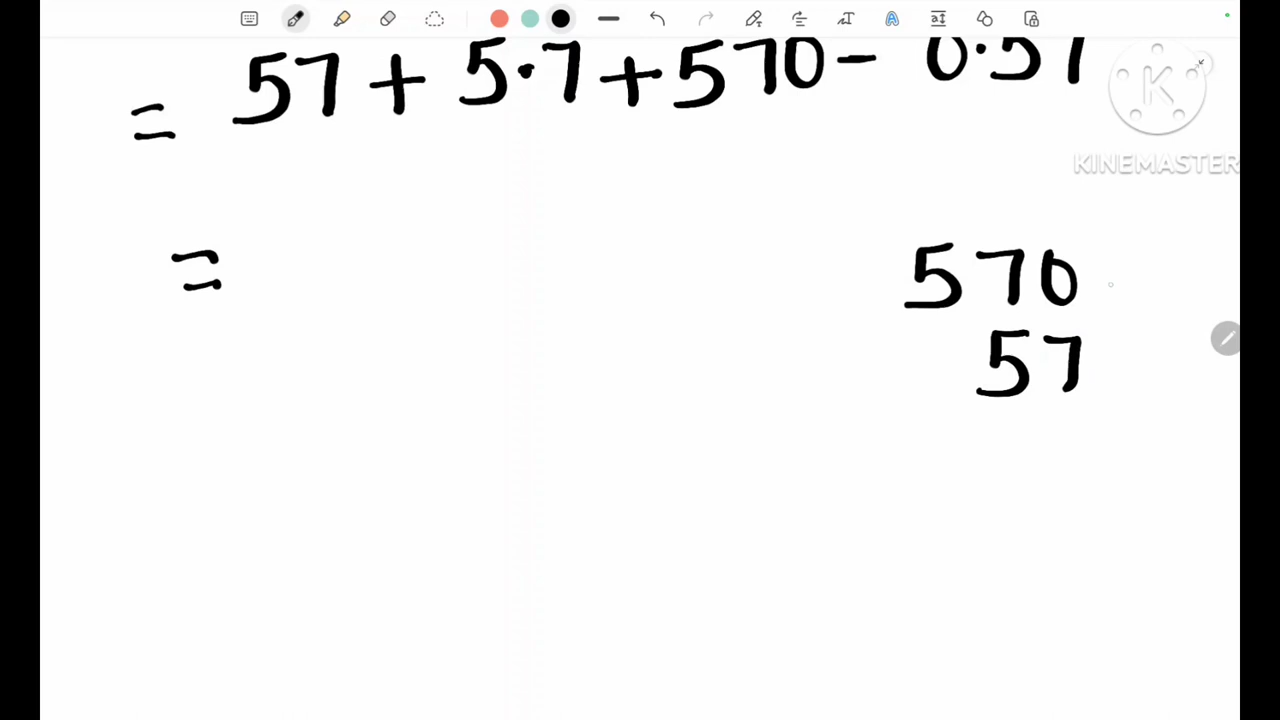 = 57 + 5.7 + 570 - 0.57
K
KINEMASTER
=
570
57